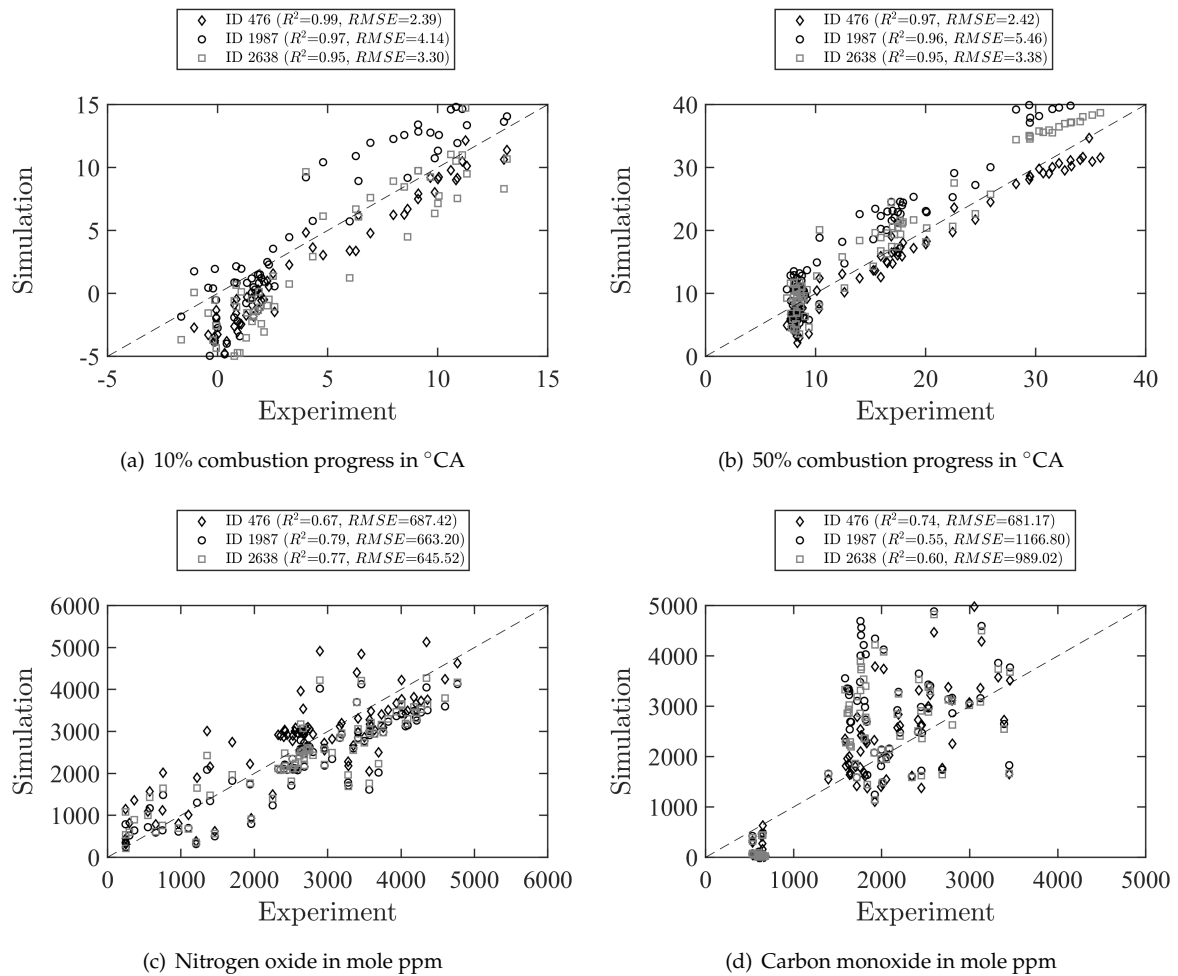 ID 476 (R²=0.99, RMSE=2.39)
ID 1987 (R²=0.97, RMSE=4.14)
ID 2638 (R²=0.95, RMSE=3.30)
15
10
5
0
-5
Simulation
-5 0 5 10 15
Experiment
(a) 10% combustion progress in °CA
ID 476 (R²=0.97, RMSE=2.42)
ID 1987 (R²=0.96, RMSE=5.46)
ID 2638 (R²=0.95, RMSE=3.38)
40
30
20
10
0
Simulation
0 10 20 30 40
Experiment
(b) 50% combustion progress in °CA
ID 476 (R²=0.67, RMSE=687.42)
ID 1987 (R²=0.79, RMSE=663.20)
ID 2638 (R²=0.77, RMSE=645.52)
6000
5000
4000
3000
2000
1000
0
Simulation
0 1000 2000 3000 4000 5000 6000
Experiment
(c) Nitrogen oxide in mole ppm
ID 476 (R²=0.74, RMSE=681.17)
ID 1987 (R²=0.55, RMSE=1166.80)
ID 2638 (R²=0.60, RMSE=989.02)
5000
4000
3000
2000
1000
0
Simulation
0 1000 2000 3000 4000 5000
Experiment
(d) Carbon monoxide in mole ppm